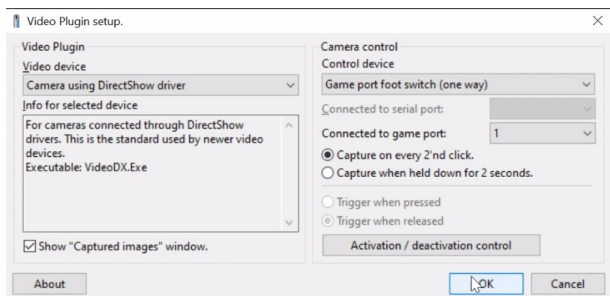 Video Plugin setup.
Video Plugin
Video device
Camera using DirectShow driver
Info for selected device
For cameras connected through DirectShow
drivers. This is the standard used by newer video
devices.
Executable: VideoDX.Exe
Show "Captured images" window.
About
Camera control
Control device
Game port foot switch (one way)
Connected to serial port:
Connected to game port:
1
Capture on every 2'nd click.
Capture when held down for 2 seconds.
Trigger when pressed
Trigger when released
Activation / deactivation control
OK
Cancel